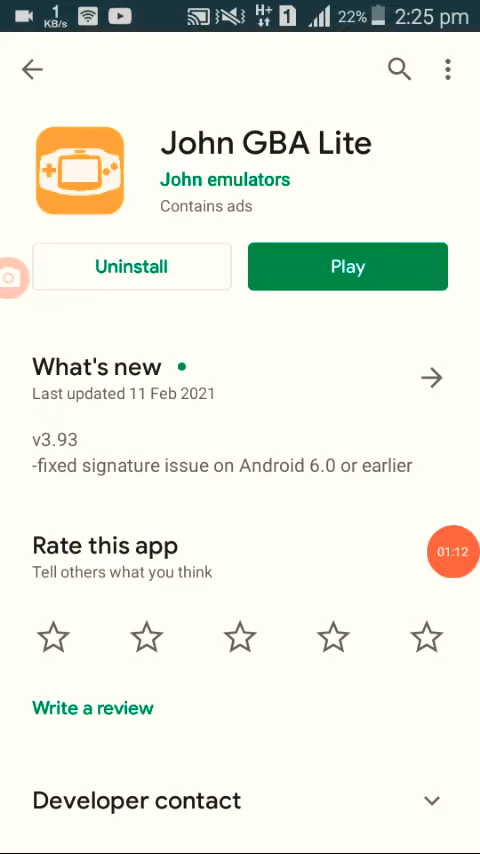 1
KB/s
H+
1
22%
2:25 pm
John GBA Lite
John emulators
Contains ads
Uninstall
Play
What's new
Last updated 11 Feb 2021
v3.93
-fixed signature issue on Android 6.0 or earlier
Rate this app
01:12
Tell others what you think
Write a review
Developer contact